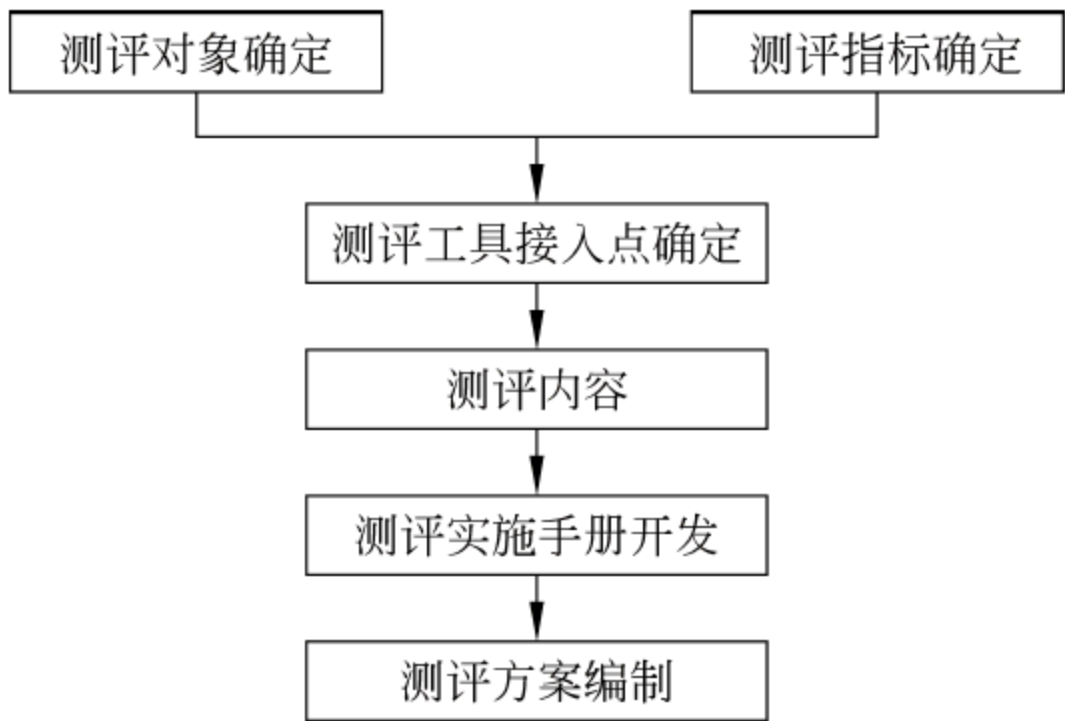 测评对象确定
测评指标确定
测评工具接入点确定
测评内容
测评实施手册开发
测评方案编制